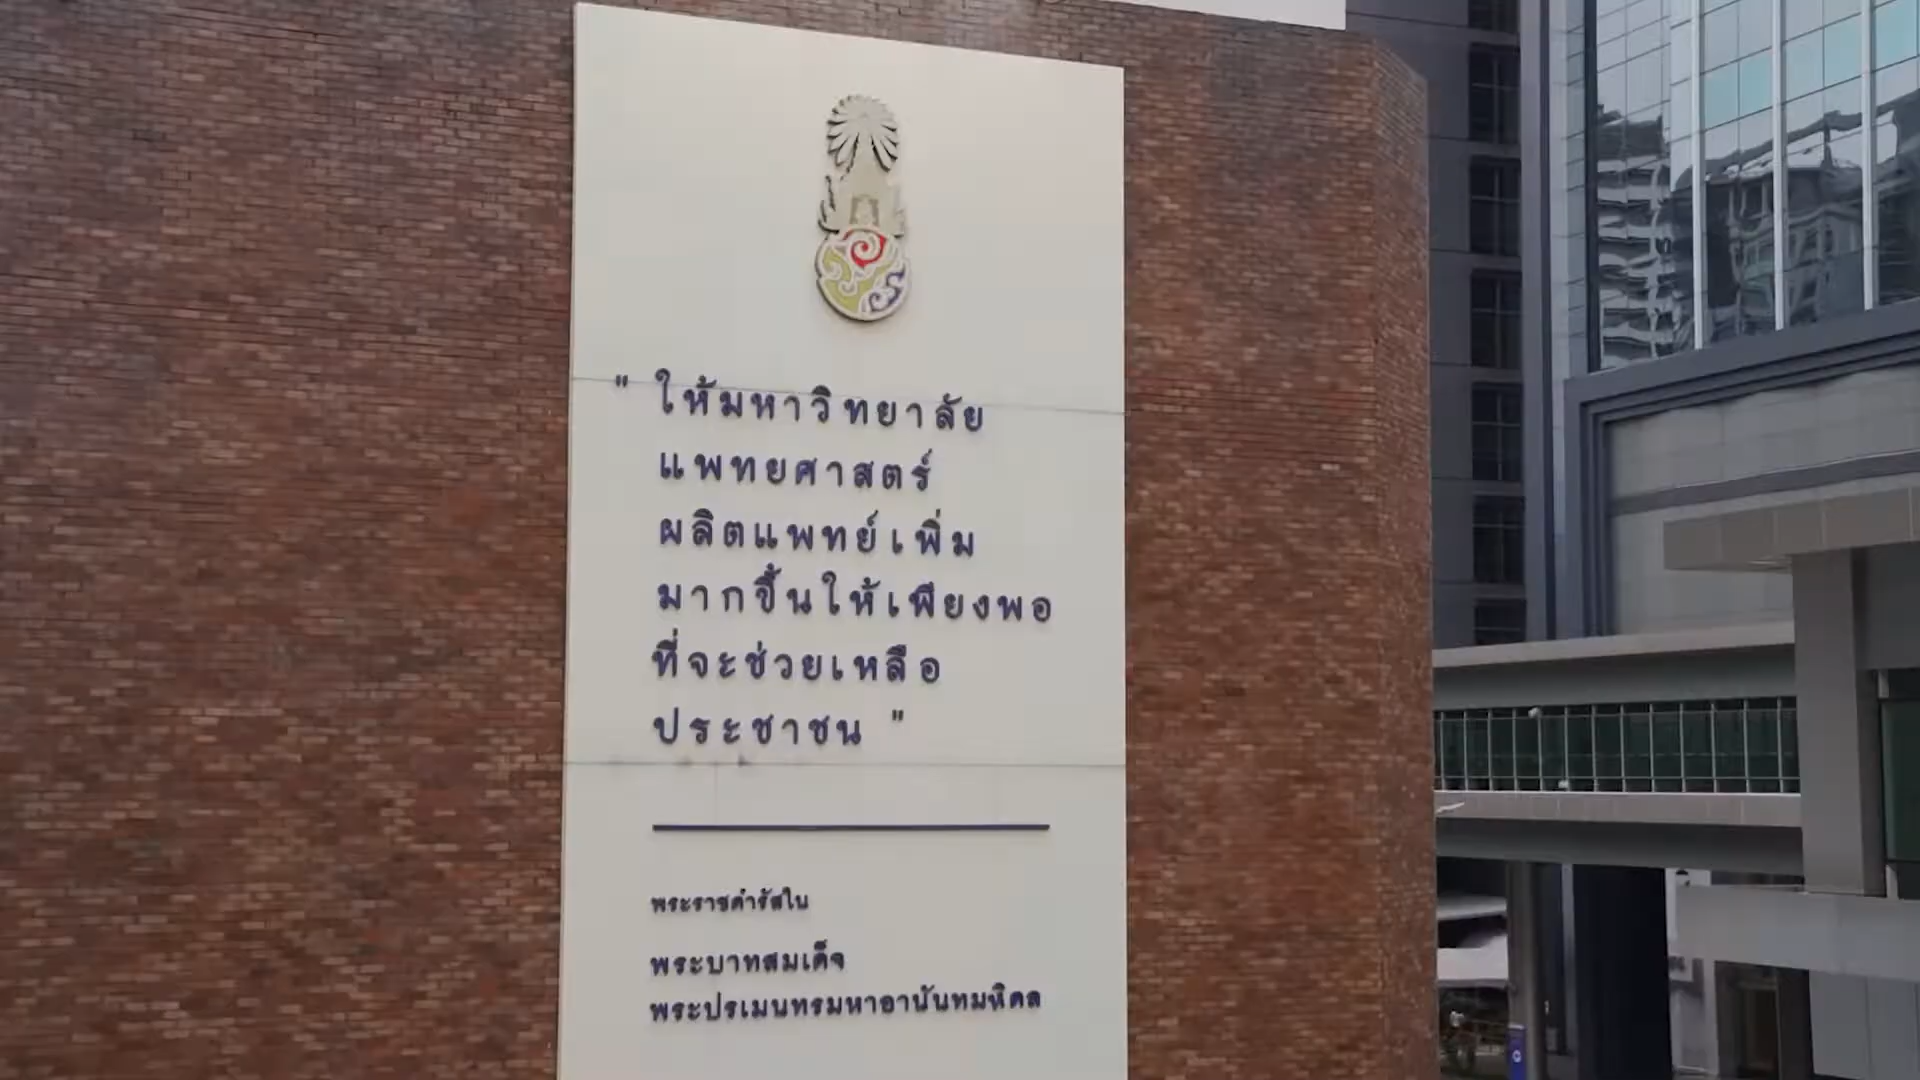 " ให้มหาวิทยาลัย
แพทยศาสตร์
ผลิตแพทย์เพิ่ม
มากขึ้นให้เพียงพอ
ที่จะช่วยเหลือ
ประชาชน "
พระราชดำรัสใน
พระบาทสมเด็จ
พระปรเมนทรมหาอานันทมหิดล